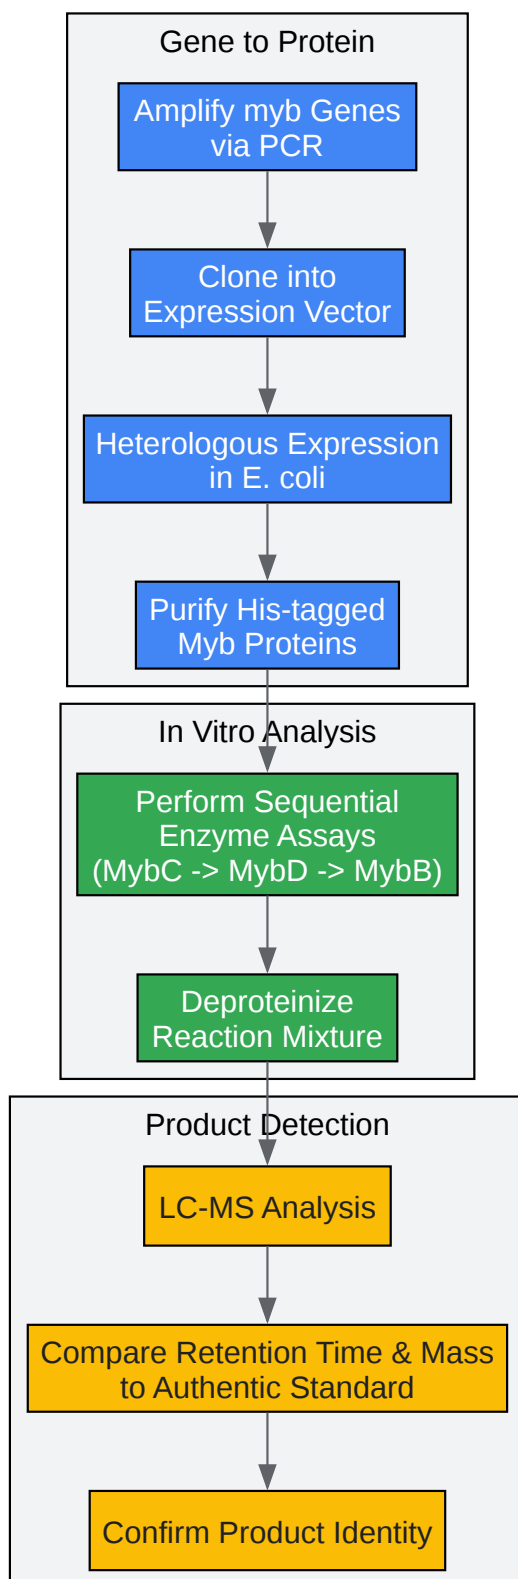 Gene to Protein
Amplify myb Genes
via PCR
Clone into
Expression Vector
Heterologous Expression
in E. coli
Purify His-tagged
Myb Proteins
In Vitro Analysis
Perform Sequential
Enzyme Assays
(MybC -> MybD -> MybB)
Deproteinize
Reaction Mixture
Product Detection
LC-MS Analysis
Compare Retention Time & Mass
to Authentic Standard
Confirm Product Identity